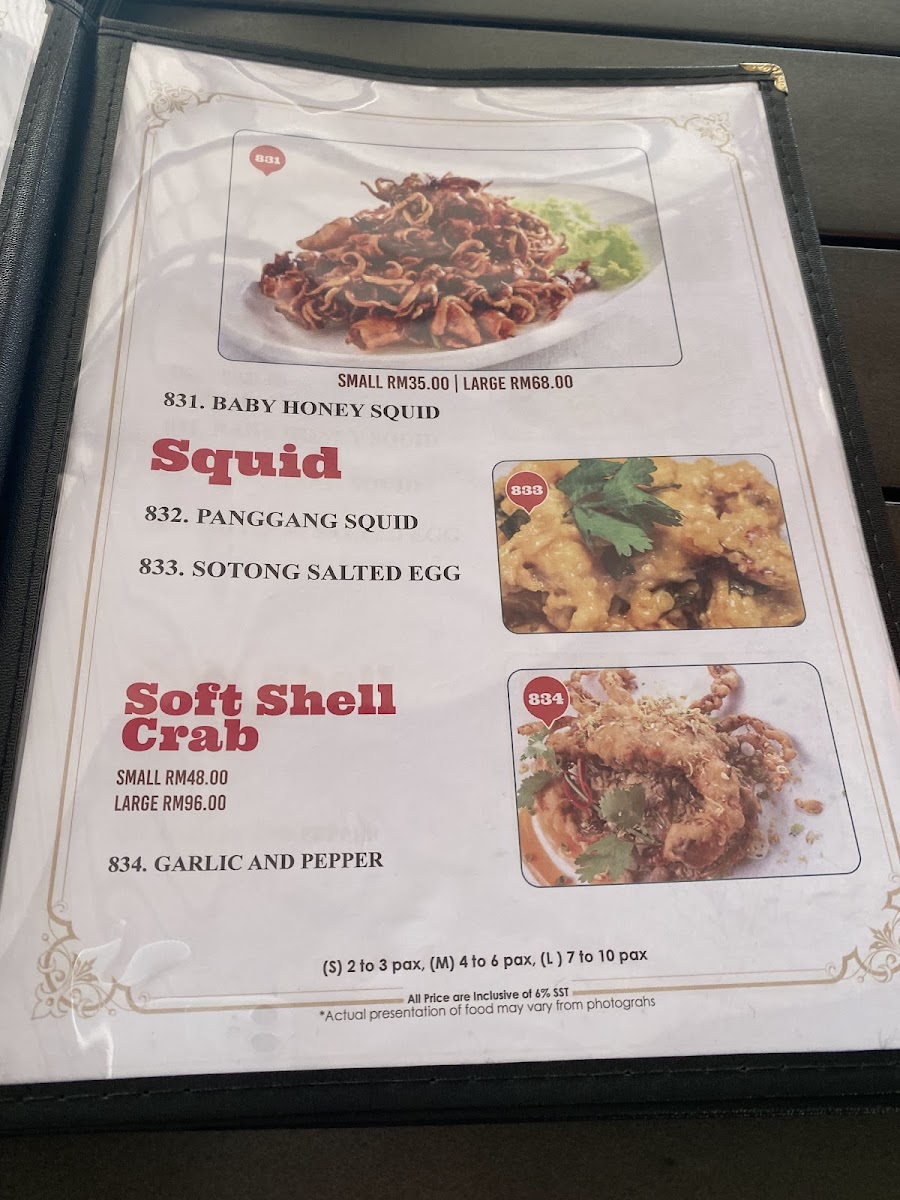 831
SMALL RM35.00 | LARGE RM68.00
831. BABY HONEY SQUID
Squid
833
832. PANGGANG SQUID
833. SOTONG SALTED EGG
834
Soft Shell
Crab
SMALL RM48.00
LARGE RM96.00
834. GARLIC AND PEPPER
(S) 2 to 3 pax, (M) 4 to 6 pax, (L ) 7 to 10 pax
All Price are Inclusive of 6% SST
*Actual presentation of food may vary from photograhs